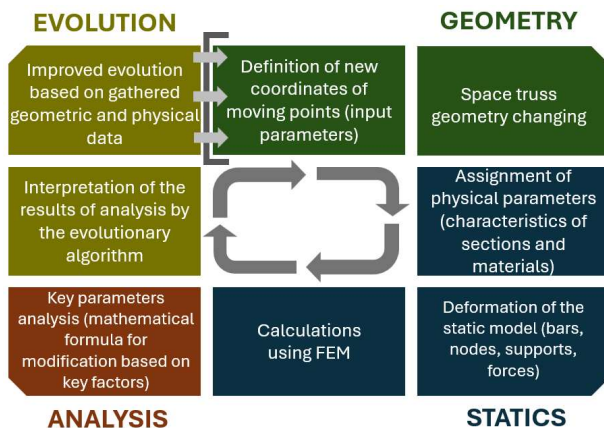 EVOLUTION
GEOMETRY
Improved evolution
based on gathered
geometric and physical
data
Definition of new
coordinates of
moving points (input
parameters)
Space truss
geometry changing
Interpretation of the
results of analysis by
the evolutionary
algorithm
Assignment of
physical parameters
(characteristics of
sections and
materials)
Key parameters
analysis (mathematical
formula for
modification based on
key factors)
Calculations
using FEM
Deformation of the
static model (bars,
nodes, supports,
forces)
ANALYSIS
STATICS